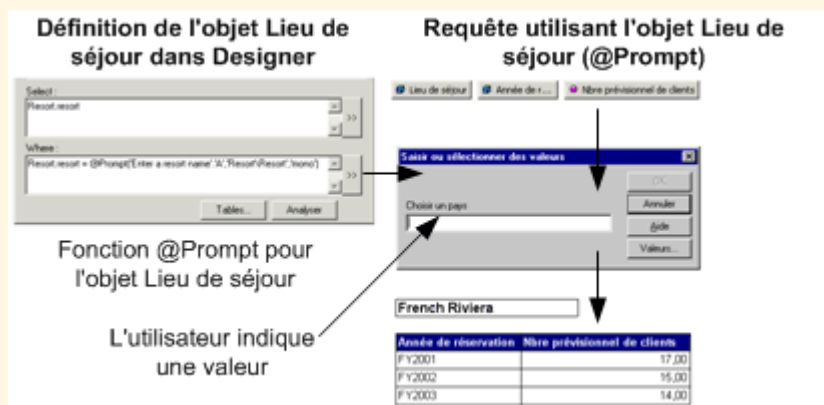 Définition de l'objet Lieu de
séjour dans Designer
Select :
Resort.resort
>>
Where :
Resort.resort = @Prompt('Enter a resort name','A','Resort\Resort','mono')
>>
Tables...
Analyser
Fonction @Prompt pour
l'objet Lieu de séjour
L'utilisateur indique
une valeur
Requête utilisant l'objet Lieu de
séjour (@Prompt)
Lieu de séjour
Année de r...
Nbre prévisionnel de clients
Saisir ou sélectionner des valeurs
OK
Choisir un pays
Annuler
Aide
Valeurs...
French Riviera
Année de réservation Nbre prévisionnel de clients
FY2001 17,00
FY2002 15,00
FY2003 14,00